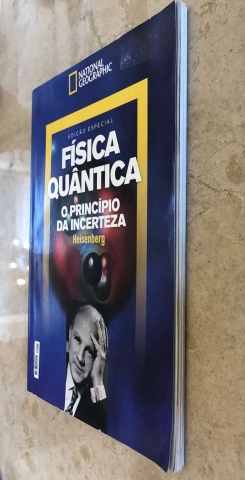 NATIONAL
GEOGRAPHIC
EDIÇÃO ESPECIAL
FÍSICA
QUÂNTICA
O PRINCÍPIO
DA INCERTEZA
Heisenberg